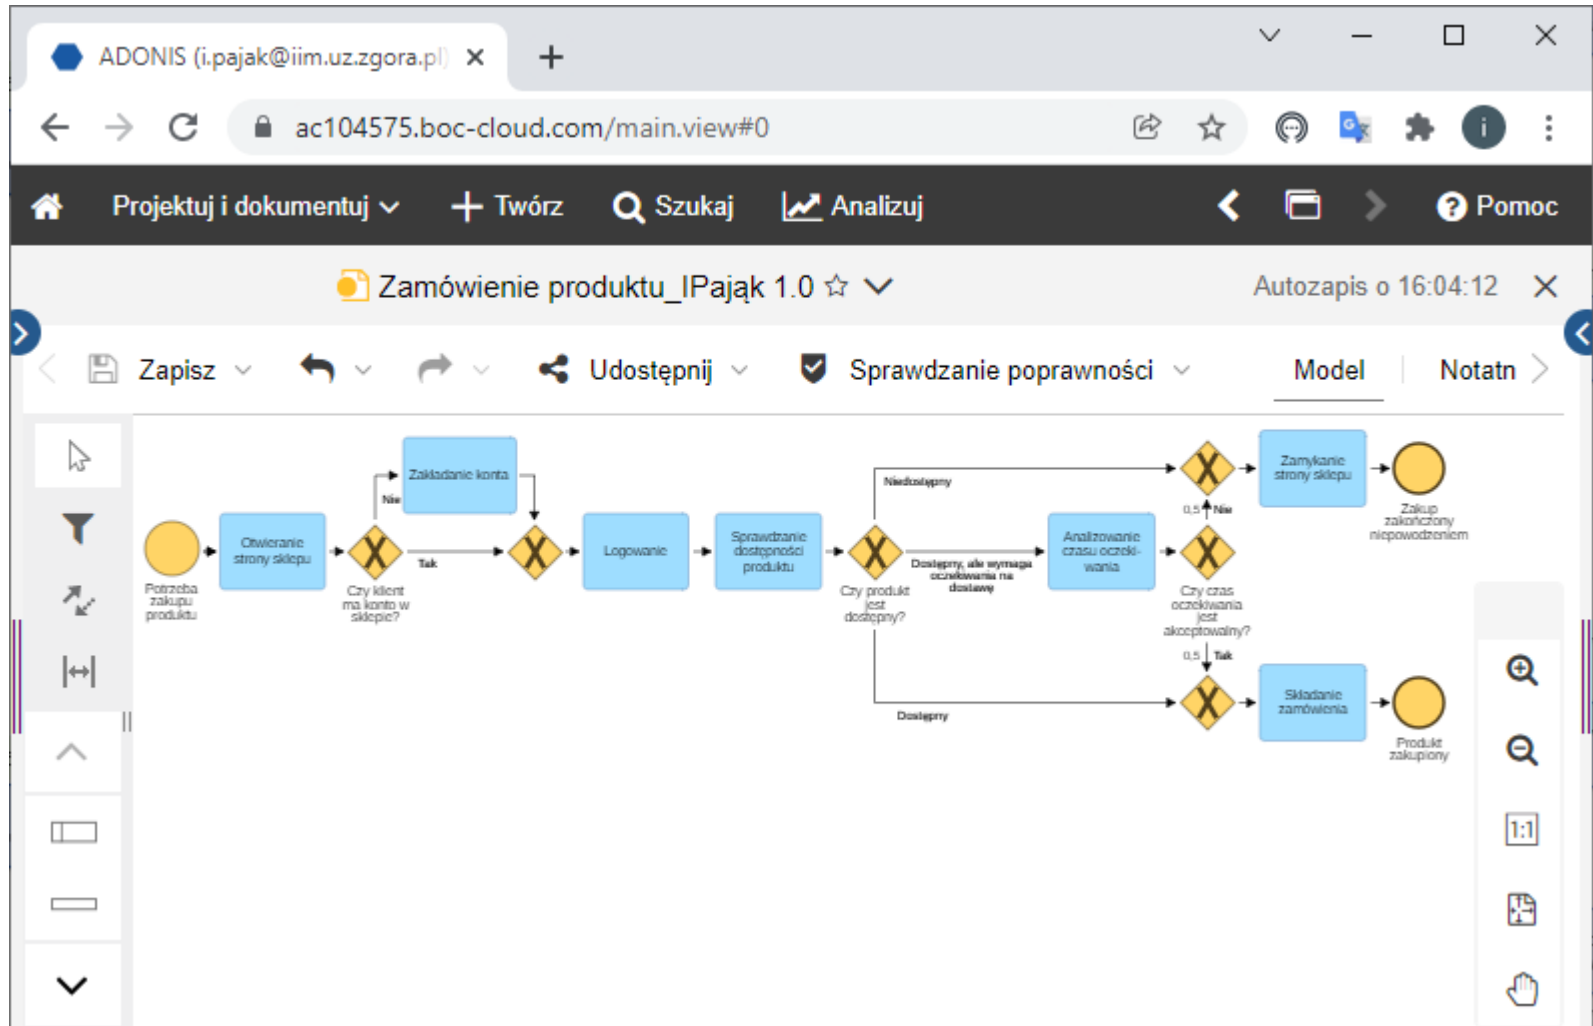 ADONIS (i.pajak@iim.uz.zgora.pl)
ac104575.boc-cloud.com/main.view#0
Projektuj i dokumentuj
Twórz
Szukaj
Analizuj
Pomoc
Zamówienie produktu_IPająk 1.0
Autozapis o 16:04:12
Zapisz
Udostępnij
Sprawdzanie poprawności
Model
Notatn
Potrzeba
zakupu
produktu
Otwieranie
strony sklepu
Czy klient
ma konto w
sklepie?
Nie
Zakładanie konta
Tak
Logowanie
Sprawdzanie
dostępności
produktu
Czy produkt
jest
dostępny?
Niedostępny
Dostępny, ale wymaga
oczekiwania na
dostawę
Dostępny
Analizowanie
czasu oczeki-
wania
Czy czas
oczekiwania
jest
akceptowalny?
0,5 Nie
0,5 Tak
Zamykanie
strony sklepu
Zakup
zakończony
niepowodzeniem
Składanie
zamówienia
Produkt
zakupiony
1:1